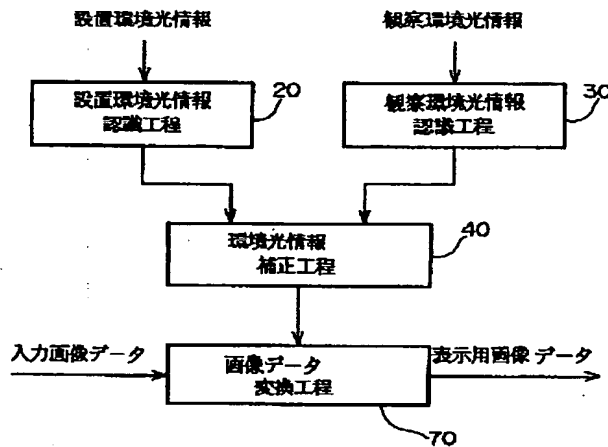 設置環境光情報
観察環境光情報
設置環境光情報
認識工程
20
観察環境光情報
認識工程
30
環境光情報
補正工程
40
入力画像データ
画像データ
変換工程
表示用画像データ
70